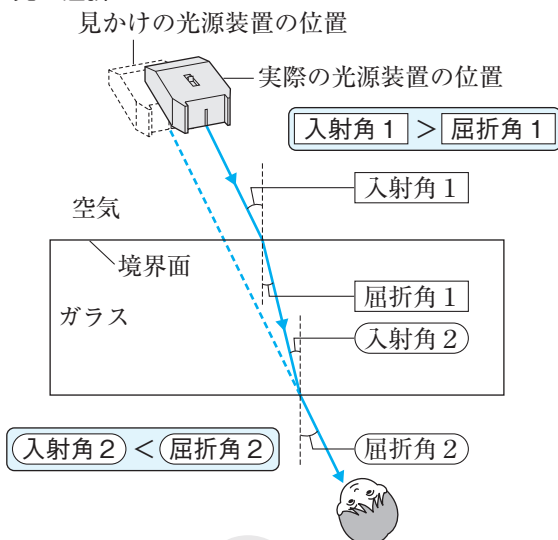 見かけの光源装置の位置
実際の光源装置の位置
入射角1 > 屈折角1
入射角1
空気
境界面
屈折角1
ガラス
入射角2
入射角2 < 屈折角2
屈折角2